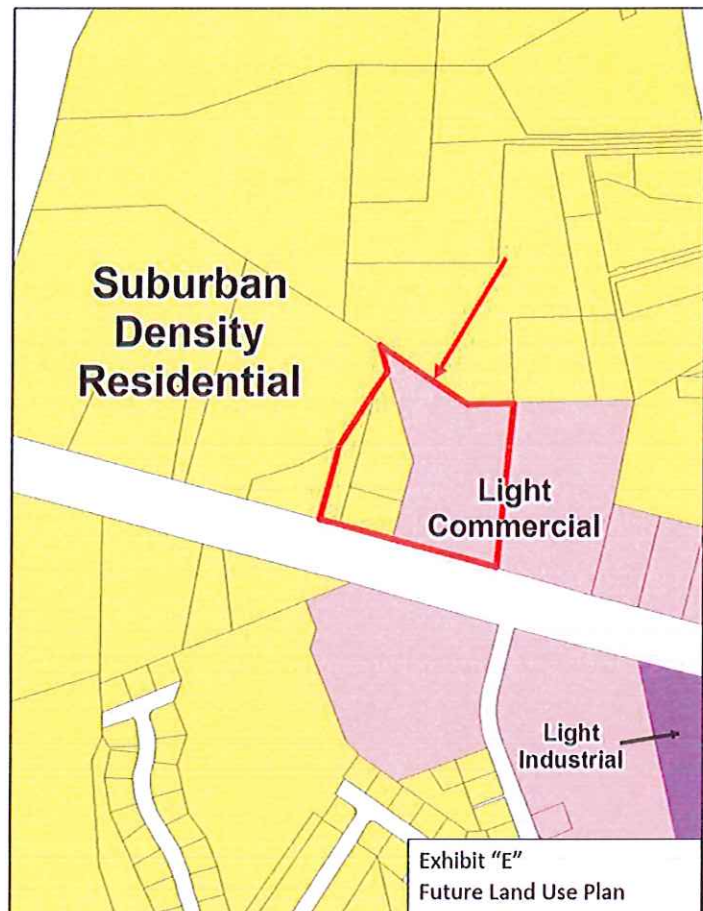 Suburban
Density
Residential
Light
Commercial
Light
Industrial
Exhibit "E"
Future Land Use Plan